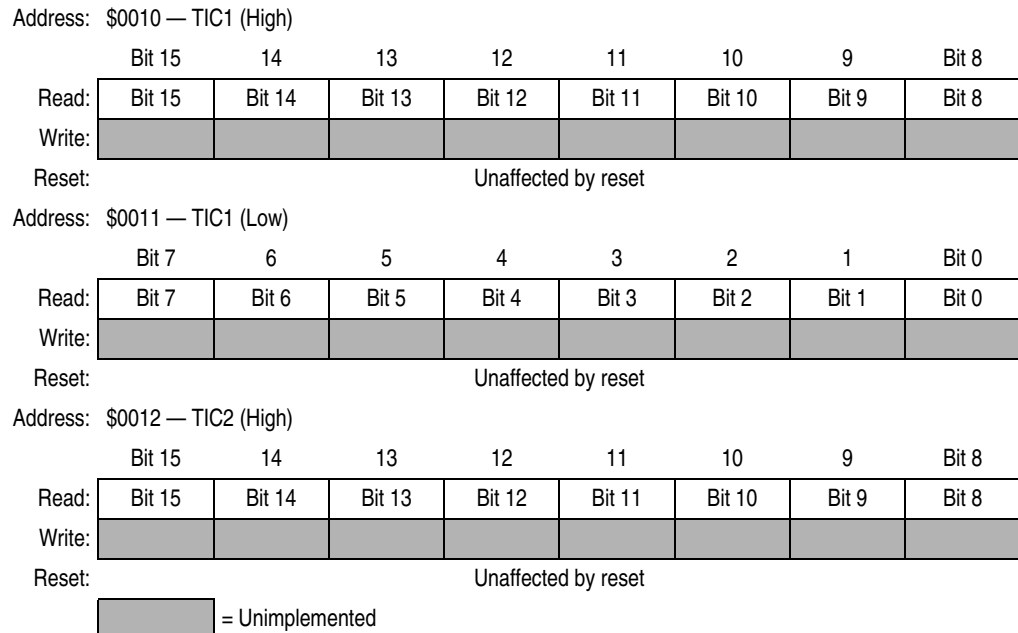 Address: $0010 — TIC1 (High)
Bit 15 14 13 12 11 10 9 Bit 8
Read: Bit 15 Bit 14 Bit 13 Bit 12 Bit 11 Bit 10 Bit 9 Bit 8
Write:
Reset: Unaffected by reset
Address: $0011 — TIC1 (Low)
Bit 7 6 5 4 3 2 1 Bit 0
Read: Bit 7 Bit 6 Bit 5 Bit 4 Bit 3 Bit 2 Bit 1 Bit 0
Write:
Reset: Unaffected by reset
Address: $0012 — TIC2 (High)
Bit 15 14 13 12 11 10 9 Bit 8
Read: Bit 15 Bit 14 Bit 13 Bit 12 Bit 11 Bit 10 Bit 9 Bit 8
Write:
Reset: Unaffected by reset
= Unimplemented